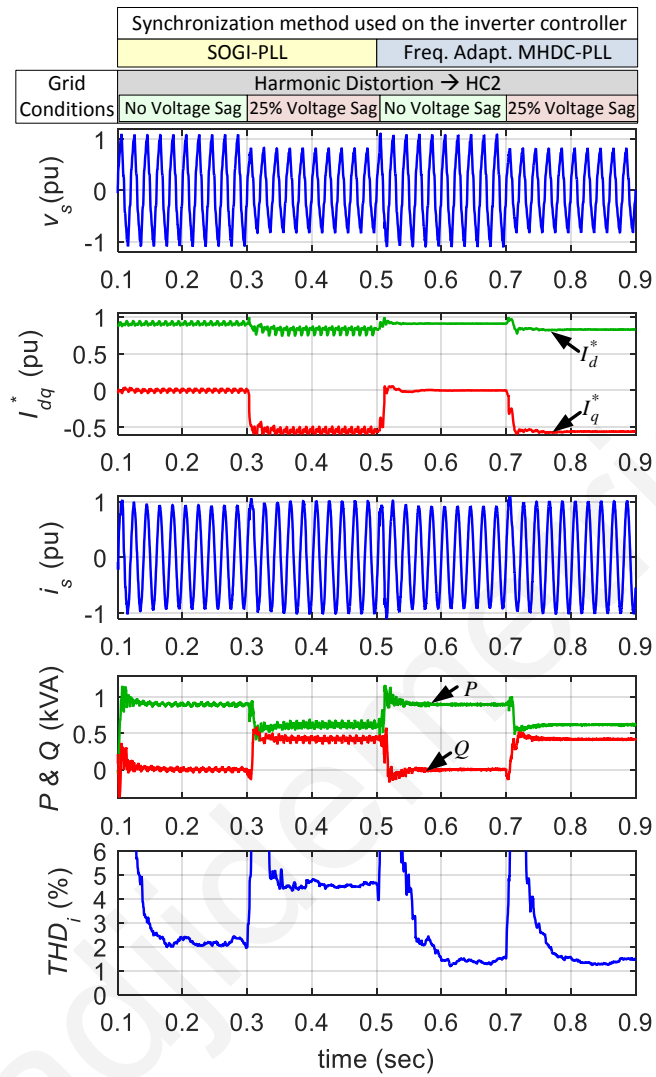 Synchronization method used on the inverter controller
SOGI-PLL Freq. Adapt. MHDC-PLL
Grid Conditions Harmonic Distortion → HC2
No Voltage Sag 25% Voltage Sag No Voltage Sag 25% Voltage Sag
v_s (pu)
1
0
-1
0.1 0.2 0.3 0.4 0.5 0.6 0.7 0.8 0.9
I*_dq (pu)
1
0.5
0
-0.5
I*_d
I*_q
0.1 0.2 0.3 0.4 0.5 0.6 0.7 0.8 0.9
i_s (pu)
1
0
-1
0.1 0.2 0.3 0.4 0.5 0.6 0.7 0.8 0.9
P & Q (kVA)
1
0.5
0
P
Q
0.1 0.2 0.3 0.4 0.5 0.6 0.7 0.8 0.9
THD_i (%)
6
5
4
3
2
1
0
0.1 0.2 0.3 0.4 0.5 0.6 0.7 0.8 0.9
time (sec)